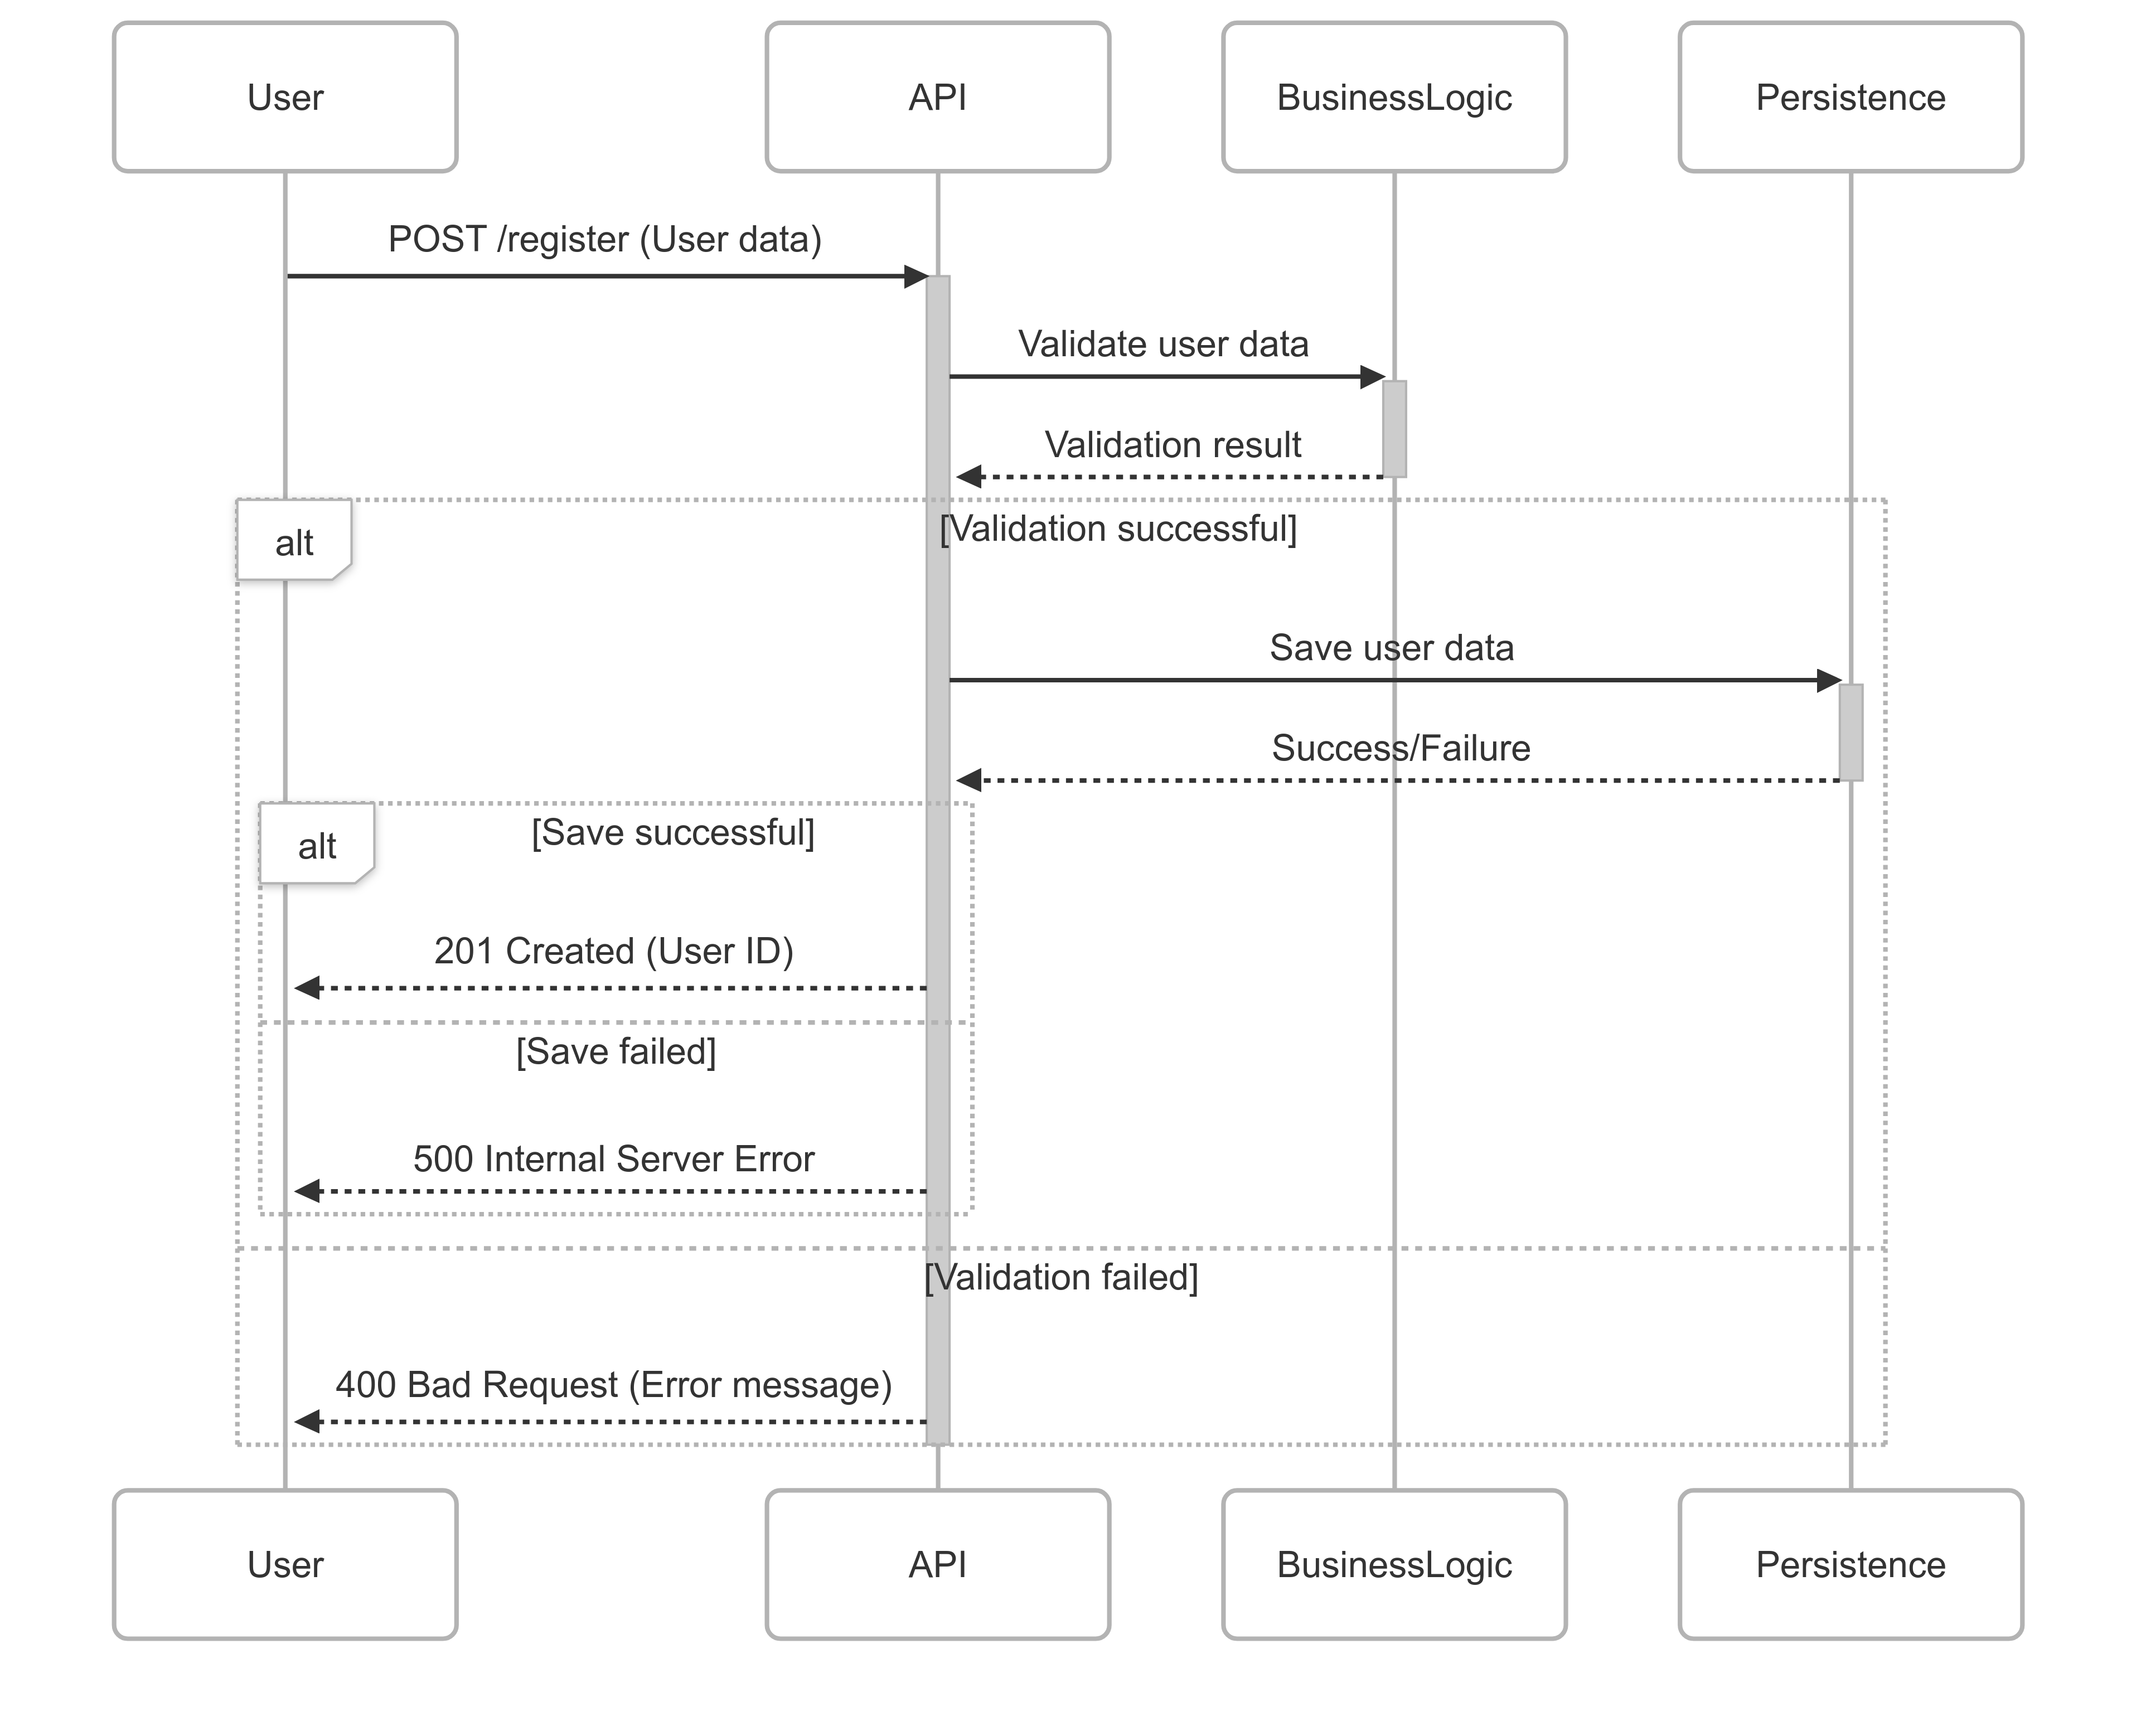 User
API
BusinessLogic
Persistence
POST /register (User data)
Validate user data
Validation result
alt
[Validation successful]
Save user data
Success/Failure
alt
[Save successful]
201 Created (User ID)
[Save failed]
500 Internal Server Error
[Validation failed]
400 Bad Request (Error message)
User
API
BusinessLogic
Persistence